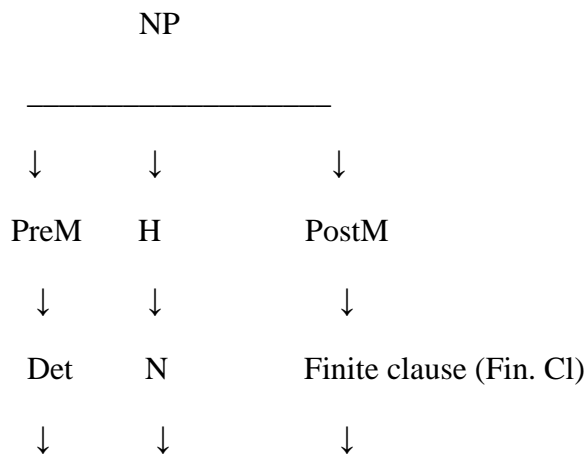 NP
↓ ↓ ↓
PreM H PostM
↓ ↓ ↓
Det N Finite clause (Fin. Cl)
↓ ↓ ↓